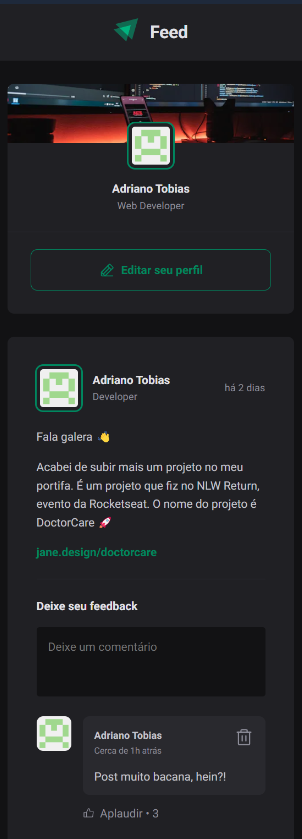 Feed
Adriano Tobias
Web Developer
Editar seu perfil
Adriano Tobias
Developer
há 2 dias
Fala galera 👋
Acabei de subir mais um projeto no meu
portifa. É um projeto que fiz no NLW Return,
evento da Rocketseat. O nome do projeto é
DoctorCare 🚀
jane.design/doctorcare
Deixe seu feedback
Deixe um comentário
Adriano Tobias
Cerca de 1h atrás
Post muito bacana, hein?!
Aplaudir • 3